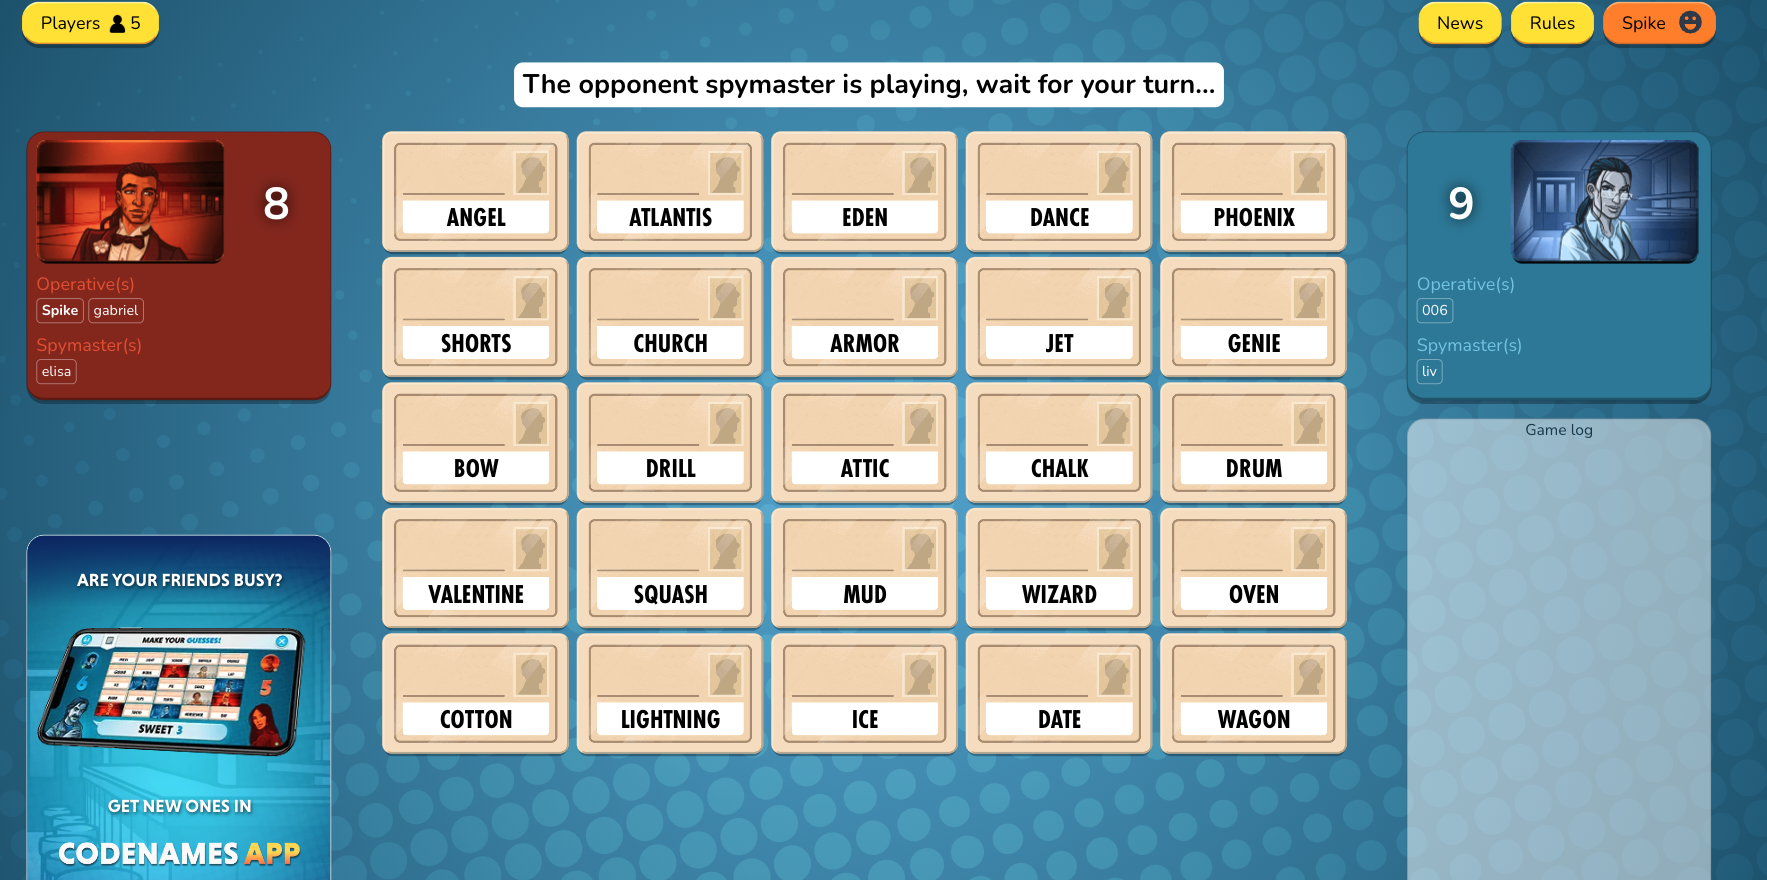 Players 5
News
Rules
Spike
The opponent spymaster is playing, wait for your turn...
8
Operative(s)
Spike gabriel
Spymaster(s)
elisa
9
Operative(s)
006
Spymaster(s)
liv
Game log
ANGEL ATLANTIS EDEN DANCE PHOENIX
SHORTS CHURCH ARMOR JET GENIE
BOW DRILL ATTIC CHALK DRUM
VALENTINE SQUASH MUD WIZARD OVEN
COTTON LIGHTNING ICE DATE WAGON
ARE YOUR FRIENDS BUSY?
MAKE YOUR GUESSES!
6
5
SWEET 3
GET NEW ONES IN
CODENAMES APP